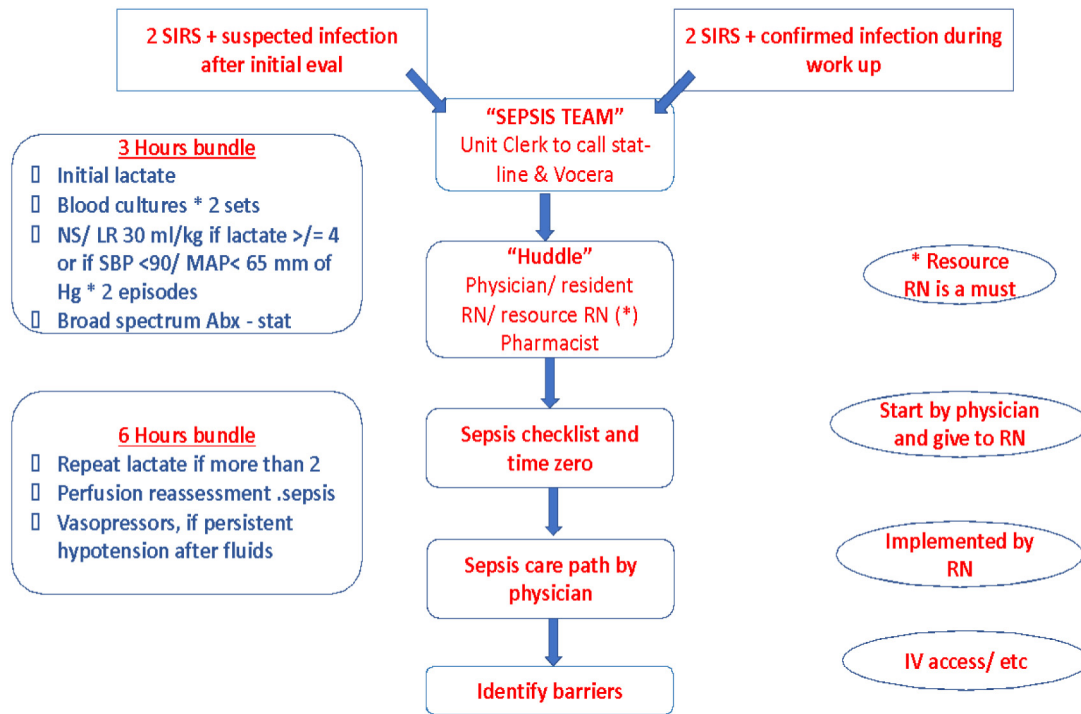 2 SIRS + suspected infection
after initial eval
2 SIRS + confirmed infection during
work up
“SEPSIS TEAM”
Unit Clerk to call stat-
line & Vocera
3 Hours bundle
▯ Initial lactate
▯ Blood cultures * 2 sets
▯ NS/ LR 30 ml/kg if lactate >/= 4
or if SBP <90/ MAP< 65 mm of
Hg * 2 episodes
▯ Broad spectrum Abx - stat
“Huddle”
Physician/ resident
RN/ resource RN (*)
Pharmacist
* Resource
RN is a must
6 Hours bundle
▯ Repeat lactate if more than 2
▯ Perfusion reassessment .sepsis
▯ Vasopressors, if persistent
hypotension after fluids
Sepsis checklist and
time zero
Start by physician
and give to RN
Sepsis care path by
physician
Implemented by
RN
Identify barriers
IV access/ etc